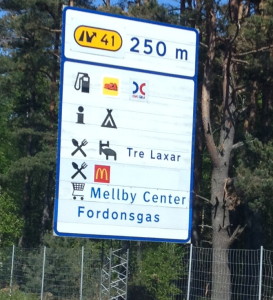 41 250 m
Tre Laxar
Mellby Center
Fordonsgas